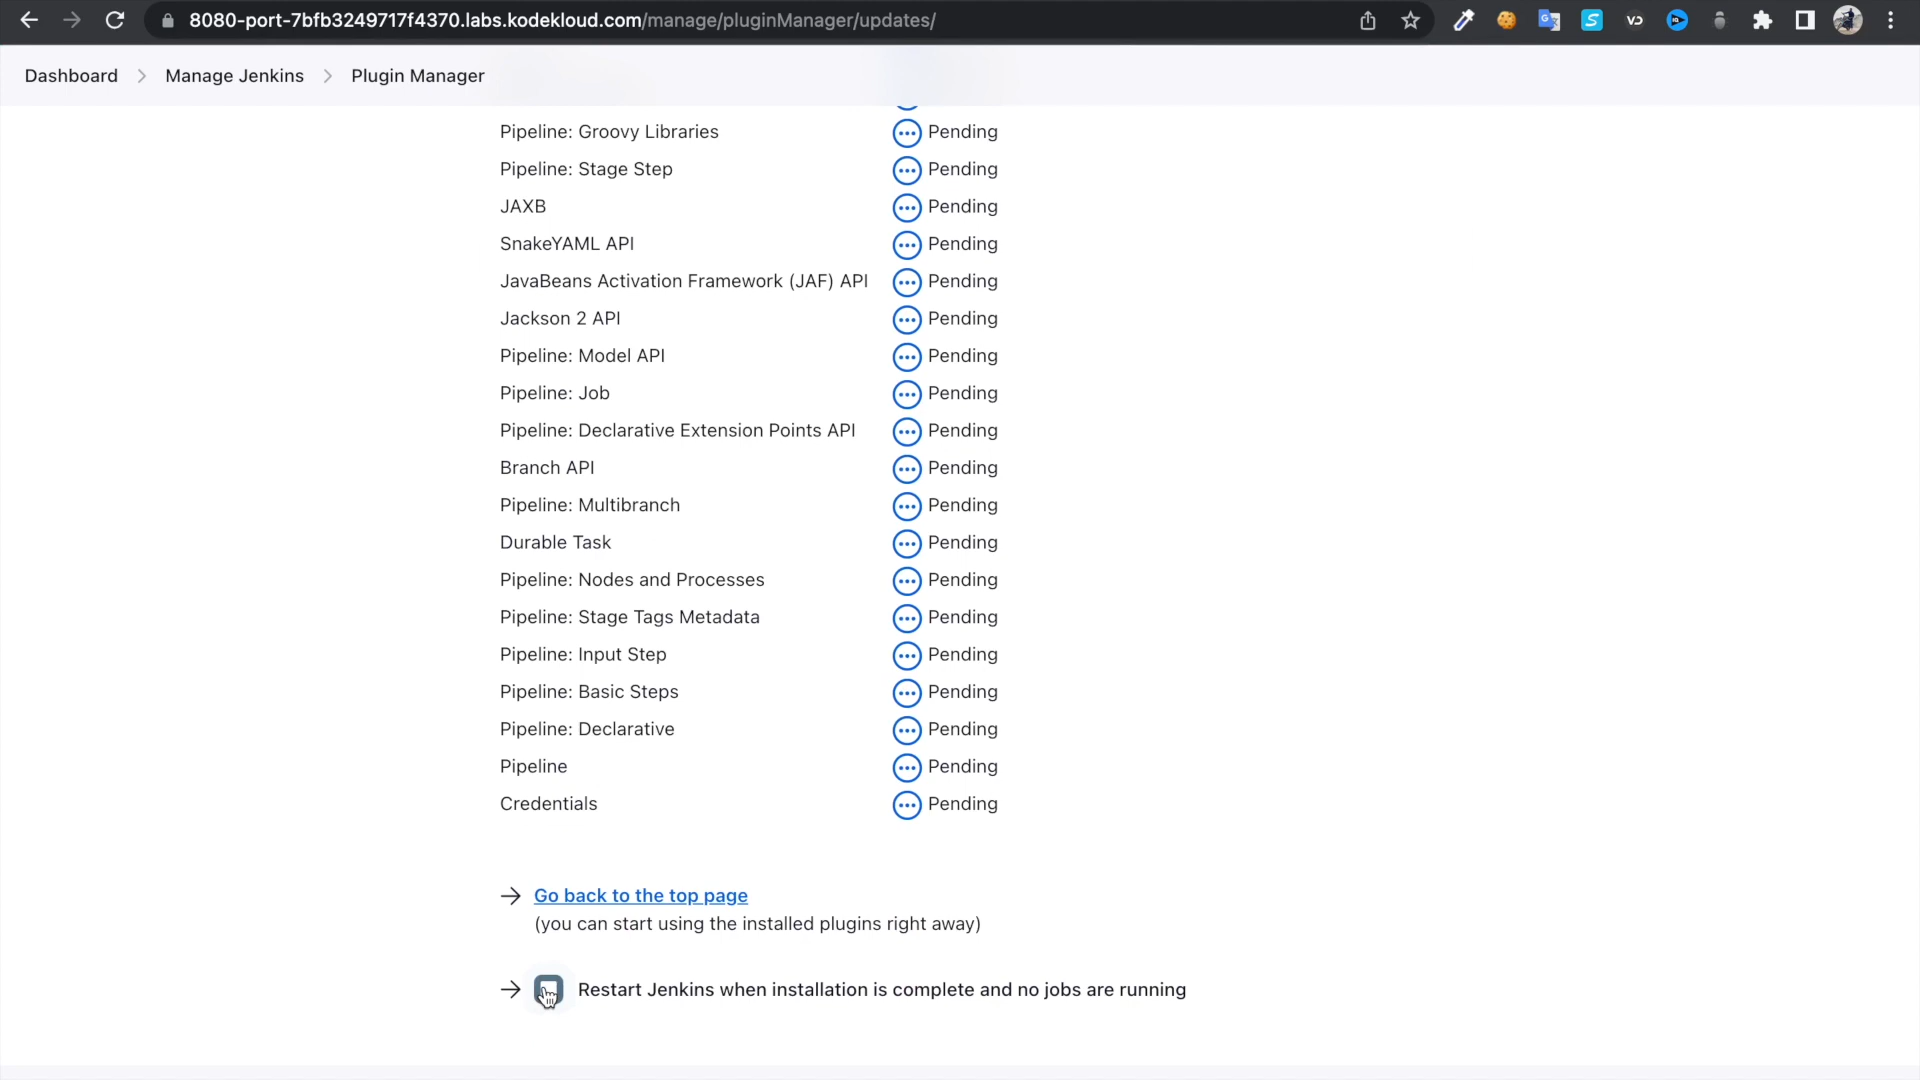 8080-port-7bfb3249717f4370.labs.kodekloud.com/manage/pluginManager/updates/
Dashboard > Manage Jenkins > Plugin Manager
Pipeline: Groovy Libraries Pending
Pipeline: Stage Step Pending
JAXB Pending
SnakeYAML API Pending
JavaBeans Activation Framework (JAF) API Pending
Jackson 2 API Pending
Pipeline: Model API Pending
Pipeline: Job Pending
Pipeline: Declarative Extension Points API Pending
Branch API Pending
Pipeline: Multibranch Pending
Durable Task Pending
Pipeline: Nodes and Processes Pending
Pipeline: Stage Tags Metadata Pending
Pipeline: Input Step Pending
Pipeline: Basic Steps Pending
Pipeline: Declarative Pending
Pipeline Pending
Credentials Pending
→ Go back to the top page
(you can start using the installed plugins right away)
→ Restart Jenkins when installation is complete and no jobs are running